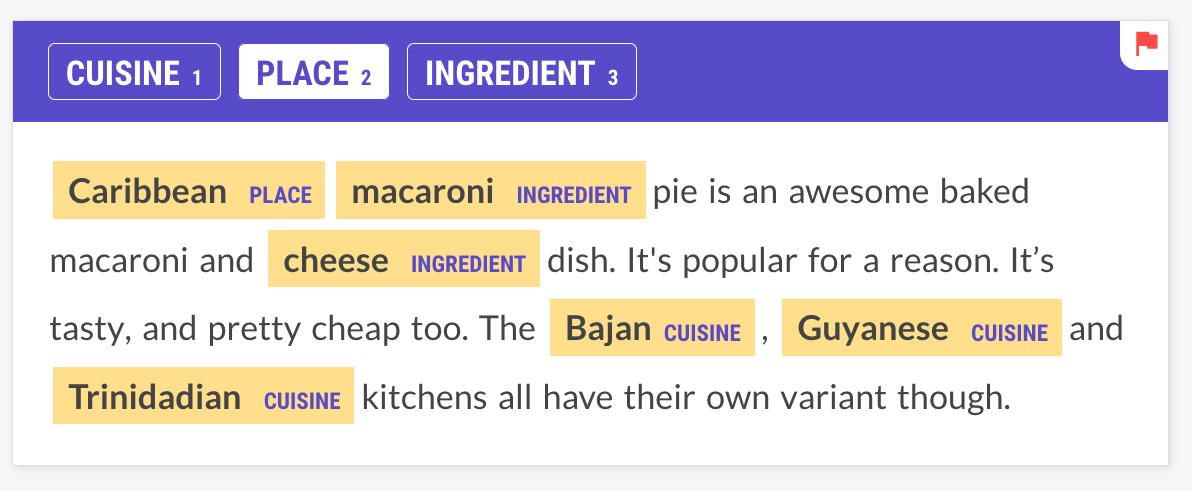 CUISINE 1 PLACE 2 INGREDIENT 3
Caribbean PLACE macaroni INGREDIENT pie is an awesome baked
macaroni and cheese INGREDIENT dish. It's popular for a reason. It’s
tasty, and pretty cheap too. The Bajan CUISINE , Guyanese CUISINE and
Trinidadian CUISINE kitchens all have their own variant though.